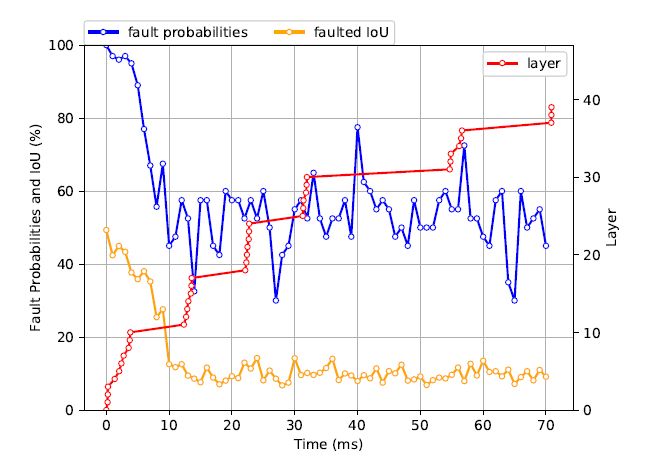 fault probabilities faulted IoU
layer
100
80
60
40
20
0
40
30
20
10
0
0 10 20 30 40 50 60 70
Time (ms)
Fault Probabilities and IoU (%)
Layer